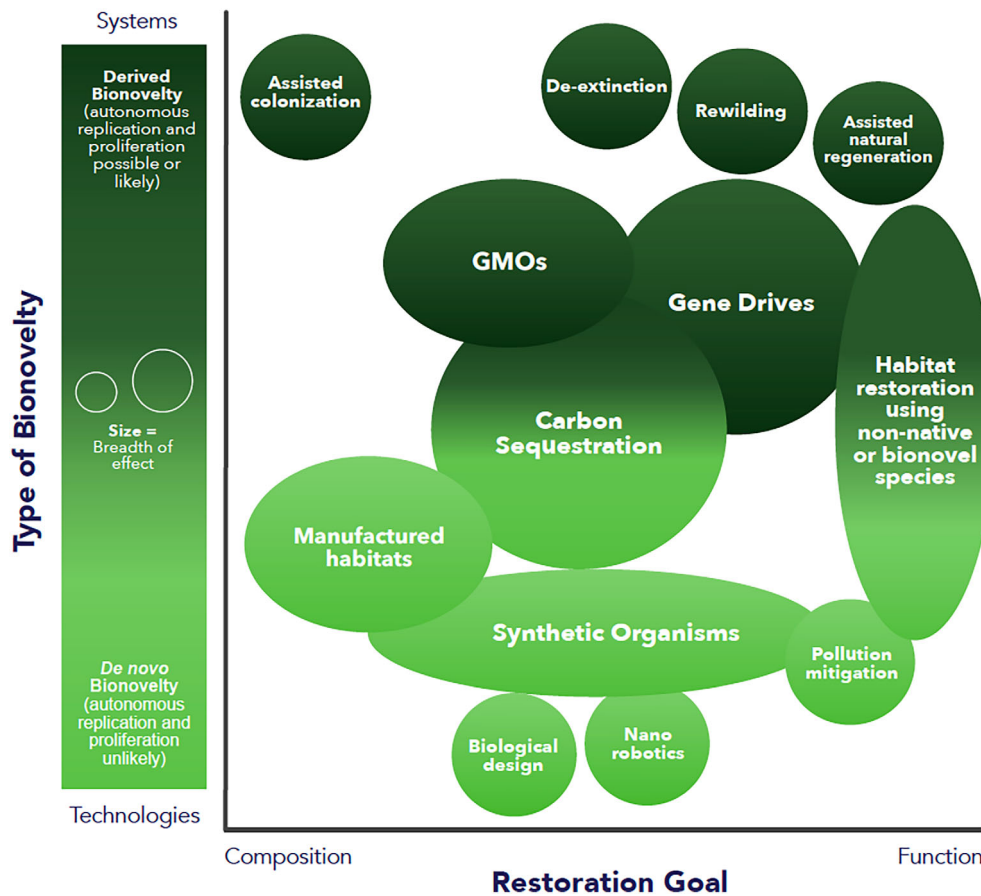 Systems
Derived
Bionovelty
(autonomous
replication and
proliferation
possible or
likely)
Size =
Breadth of
effect
De novo
Bionovelty
(autonomous
replication and
proliferation
unlikely)
Technologies
Type of Bionovelty
Assisted
colonization
De-extinction
Rewilding
Assisted
natural
regeneration
GMOs
Gene Drives
Carbon
Sequestration
Habitat
restoration
using
non-native
or bionovel
species
Manufactured
habitats
Synthetic Organisms
Pollution
mitigation
Biological
design
Nano
robotics
Composition
Function
Restoration Goal